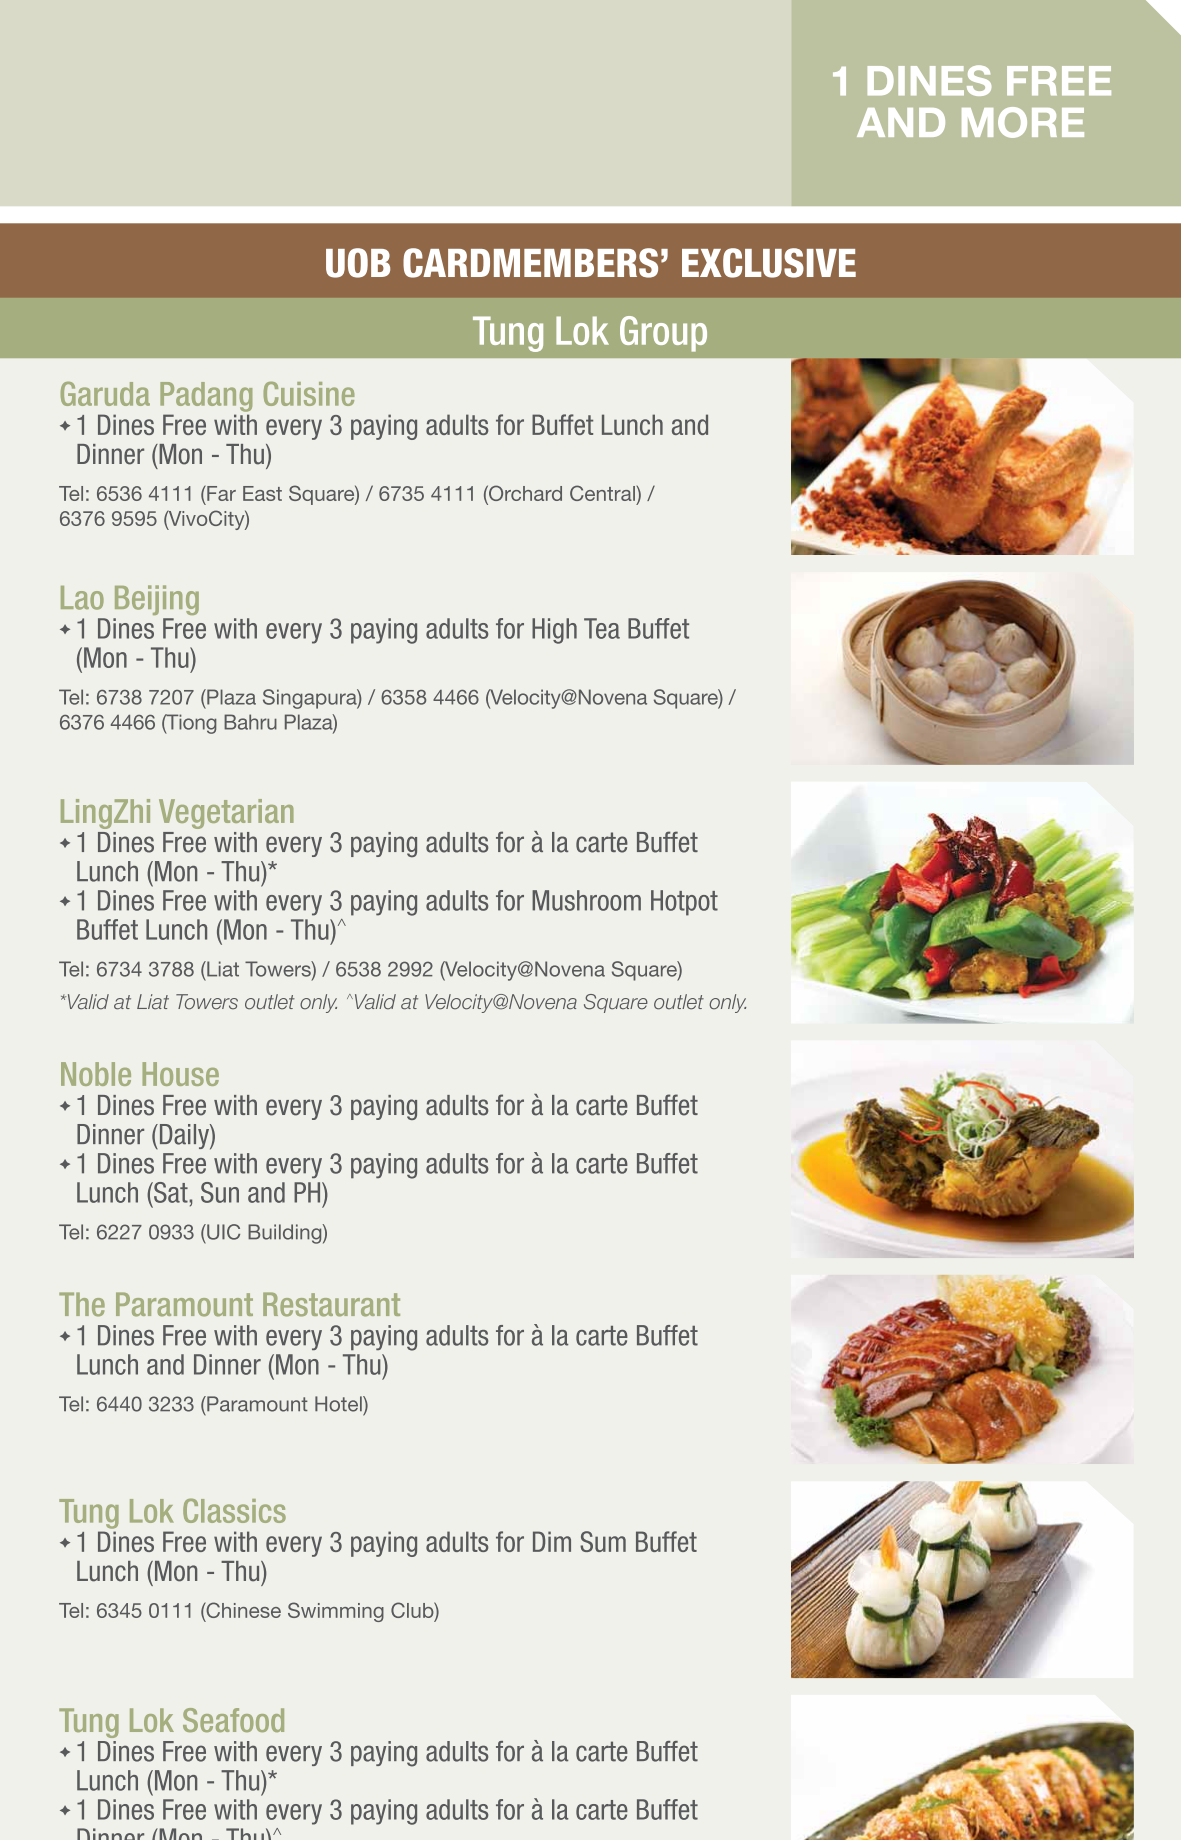 1 DINES FREE
AND MORE
UOB CARDMEMBERS' EXCLUSIVE
Tung Lok Group
Garuda Padang Cuisine
✦ 1 Dines Free with every 3 paying adults for Buffet Lunch and
Dinner (Mon - Thu)
Tel: 6536 4111 (Far East Square) / 6735 4111 (Orchard Central) /
6376 9595 (VivoCity)
Lao Beijing
✦ 1 Dines Free with every 3 paying adults for High Tea Buffet
(Mon - Thu)
Tel: 6738 7207 (Plaza Singapura) / 6358 4466 (Velocity@Novena Square) /
6376 4466 (Tiong Bahru Plaza)
LingZhi Vegetarian
✦ 1 Dines Free with every 3 paying adults for à la carte Buffet
Lunch (Mon - Thu)*
✦ 1 Dines Free with every 3 paying adults for Mushroom Hotpot
Buffet Lunch (Mon - Thu)^
Tel: 6734 3788 (Liat Towers) / 6538 2992 (Velocity@Novena Square)
*Valid at Liat Towers outlet only. ^Valid at Velocity@Novena Square outlet only.
Noble House
✦ 1 Dines Free with every 3 paying adults for à la carte Buffet
Dinner (Daily)
✦ 1 Dines Free with every 3 paying adults for à la carte Buffet
Lunch (Sat, Sun and PH)
Tel: 6227 0933 (UIC Building)
The Paramount Restaurant
✦ 1 Dines Free with every 3 paying adults for à la carte Buffet
Lunch and Dinner (Mon - Thu)
Tel: 6440 3233 (Paramount Hotel)
Tung Lok Classics
✦ 1 Dines Free with every 3 paying adults for Dim Sum Buffet
Lunch (Mon - Thu)
Tel: 6345 0111 (Chinese Swimming Club)
Tung Lok Seafood
✦ 1 Dines Free with every 3 paying adults for à la carte Buffet
Lunch (Mon - Thu)*
✦ 1 Dines Free with every 3 paying adults for à la carte Buffet
Dinner (Mon - Thu)^